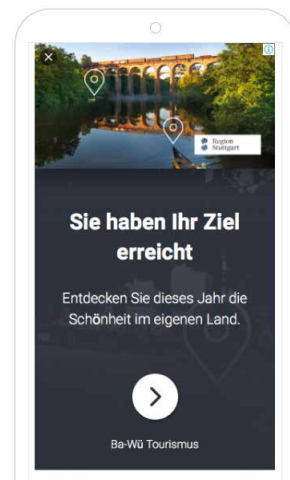 Region
Stuttgart
Sie haben Ihr Ziel
erreicht
Entdecken Sie dieses Jahr die
Schönheit im eigenen Land.
Ba-Wü Tourismus